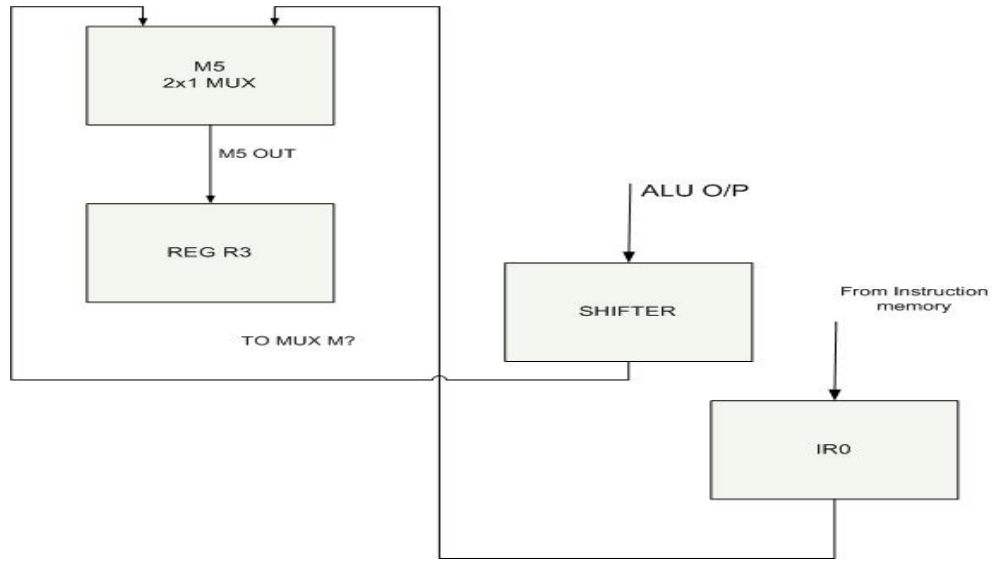 M5
2x1 MUX
M5 OUT
ALU O/P
REG R3
From Instruction
memory
SHIFTER
TO MUX M?
IR0